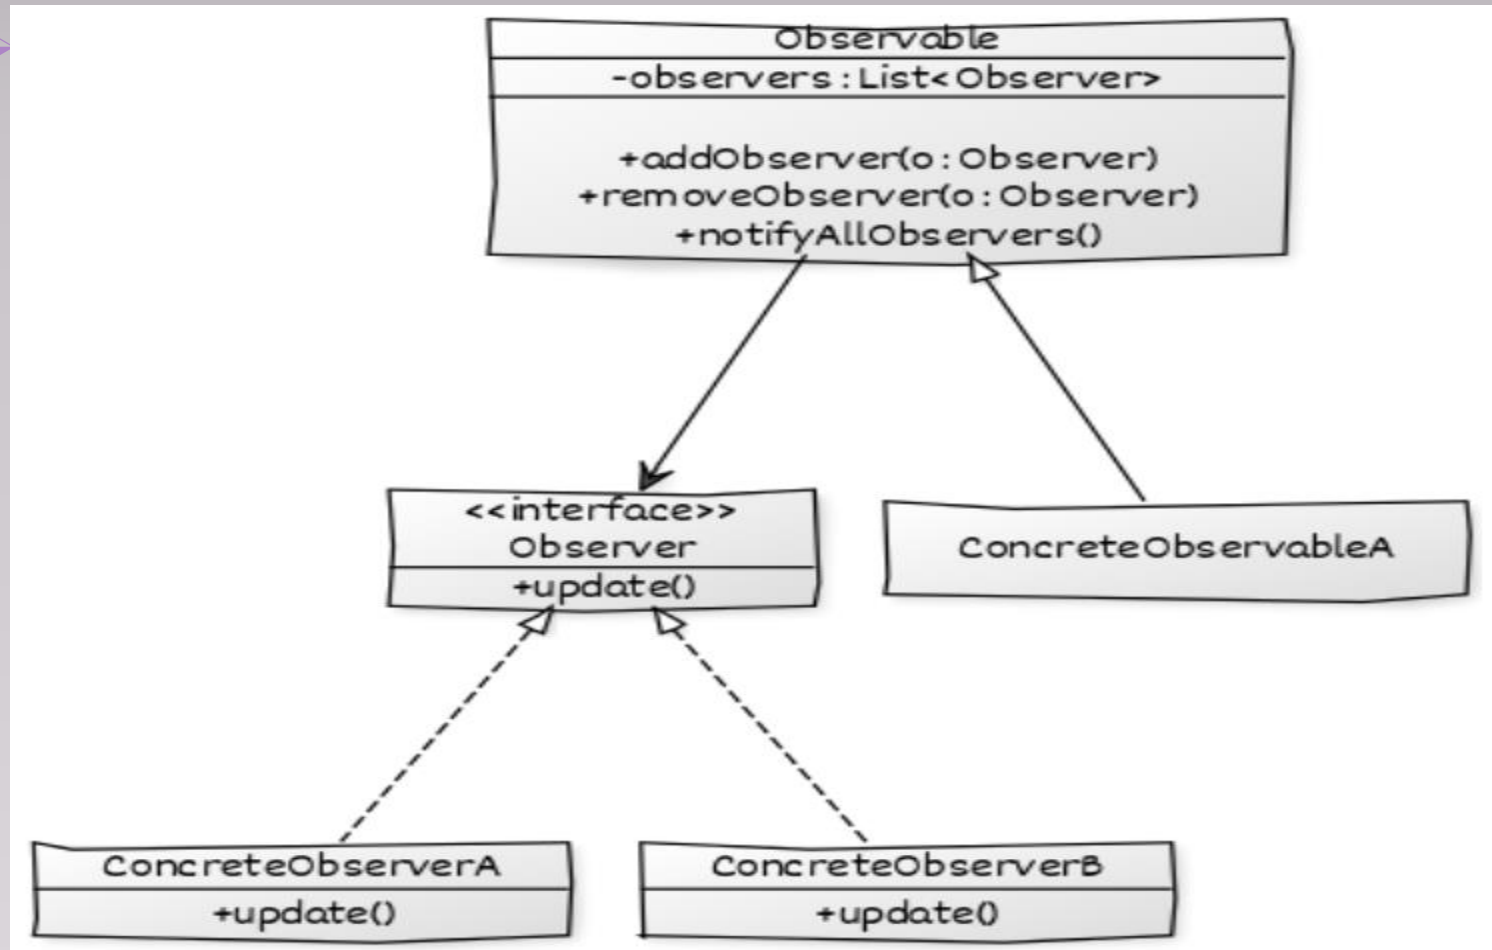 Observable
-observers : List<Observer>
+addObserver(o : Observer)
+removeObserver(o : Observer)
+notifyAllObservers()
<<interface>>
Observer
+update()
ConcreteObservableA
ConcreteObserverA
+update()
ConcreteObserverB
+update()